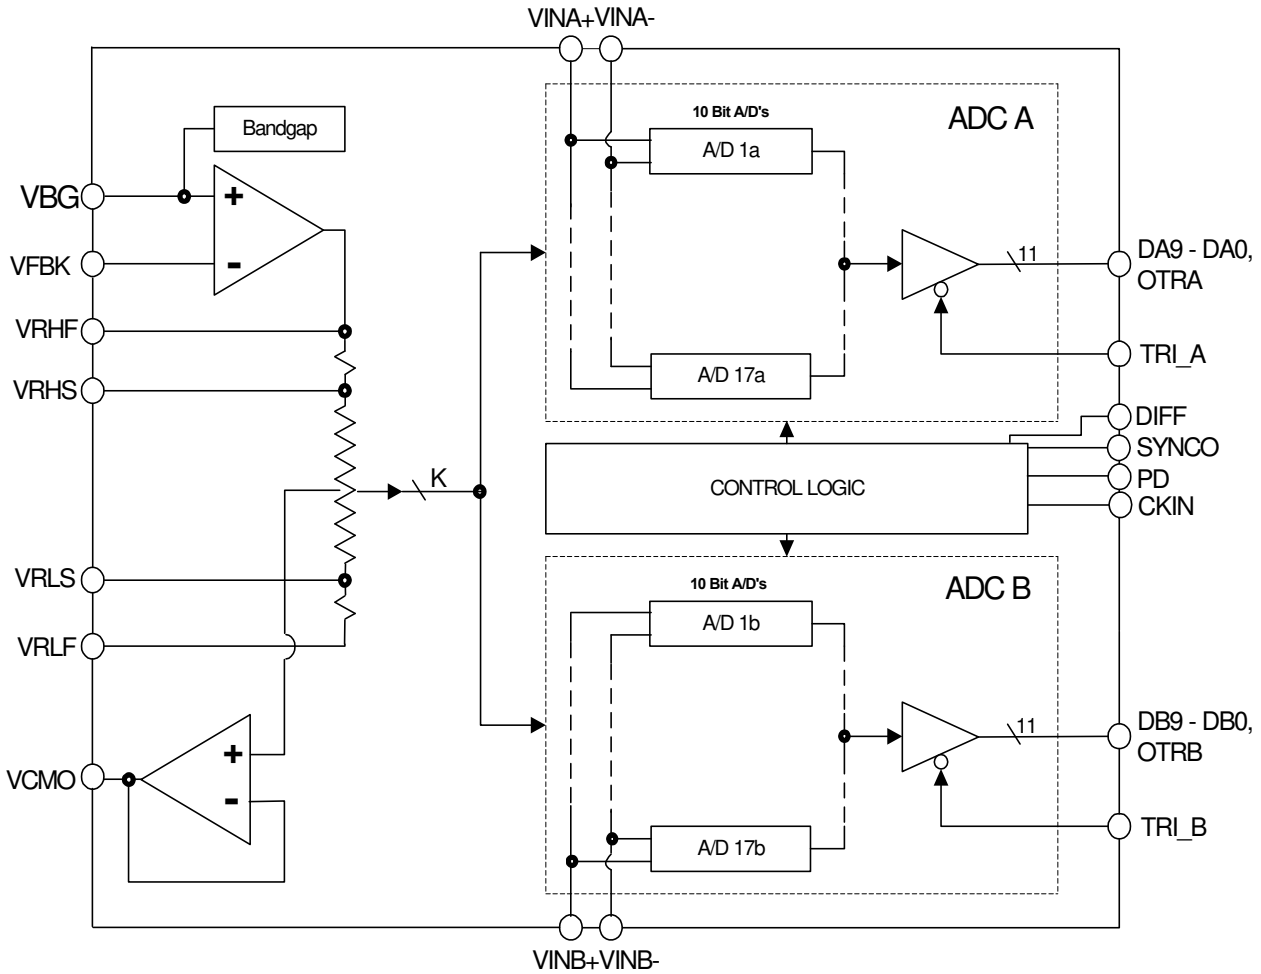 VINA+ VINA-
Bandgap
10 Bit A/D's
ADC A
A/D 1a
VBG
+
-
VFBK
11
DA9 - DA0,
OTRA
VRHF
TRI_A
VRHS
A/D 17a
DIFF
SYNCO
PD
CKIN
K
CONTROL LOGIC
VRLS
10 Bit A/D's
ADC B
A/D 1b
VRLF
11
DB9 - DB0,
OTRB
+
-
VCMO
TRI_B
A/D 17b
VINB+ VINB-